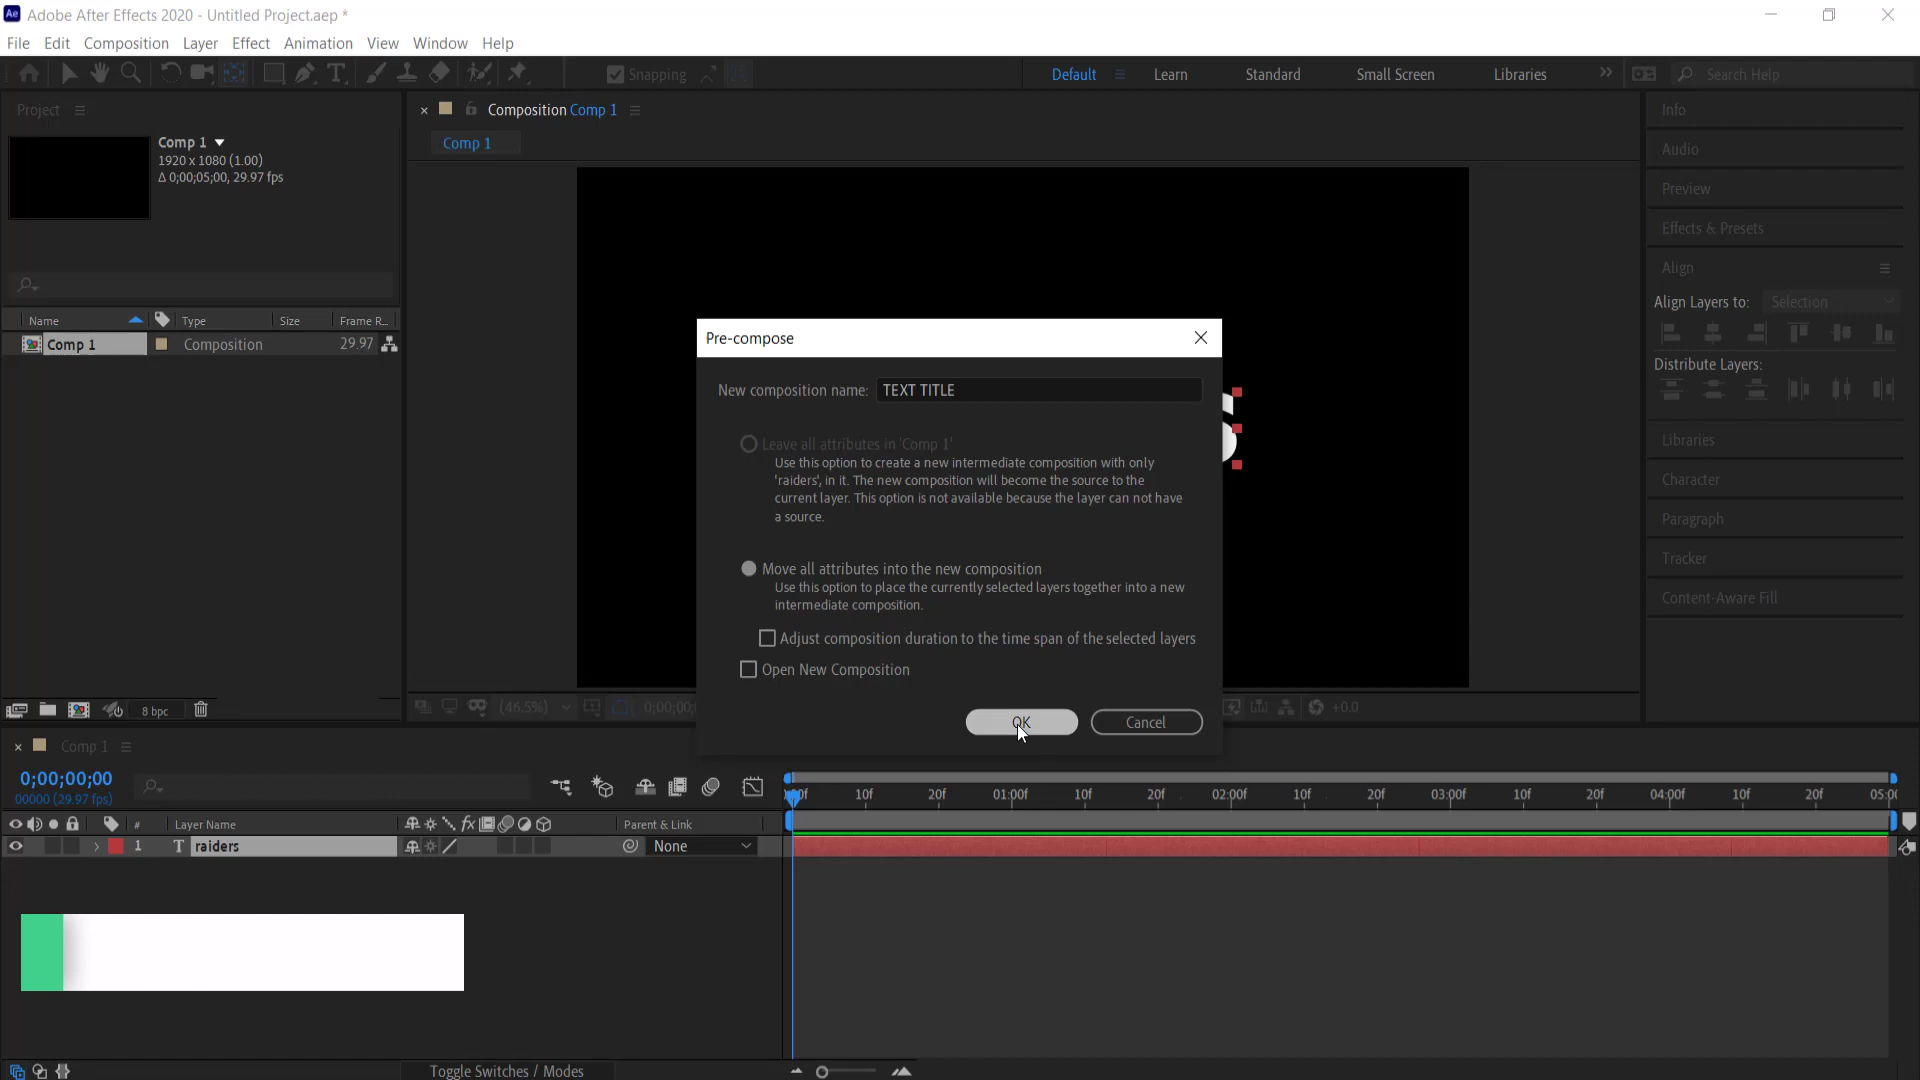 Ae Adobe After Effects 2020 - Untitled Project.aep *
File Edit Composition Layer Effect Animation View Window Help
Snapping Default Learn Standard Small Screen Libraries Search Help
Project
Comp 1
1920 x 1080 (1.00)
Δ 0;00;05;00, 29.97 fps
Name Type Size Frame R...
Comp 1 Composition 29.97
8 bpc
Composition Comp 1
Comp 1
(46.5%)
+0.0
Pre-compose
New composition name: TEXT TITLE
Leave all attributes in 'Comp 1'
Use this option to create a new intermediate composition with only
'raiders', in it. The new composition will become the source to the
current layer. This option is not available because the layer can not have
a source.
Move all attributes into the new composition
Use this option to place the currently selected layers together into a new
intermediate composition.
Adjust composition duration to the time span of the selected layers
Open New Composition
OK Cancel
S
Info
Audio
Preview
Effects & Presets
Align
Align Layers to: Selection
Distribute Layers:
Libraries
Character
Paragraph
Tracker
Content-Aware Fill
Comp 1
0;00;00;00
00000 (29.97 fps)
10f 20f 01:00f 10f 20f 02:00f 10f 20f 03:00f 10f 20f 04:00f 10f 20f
# Layer Name Parent & Link
1 T raiders None
Toggle Switches / Modes